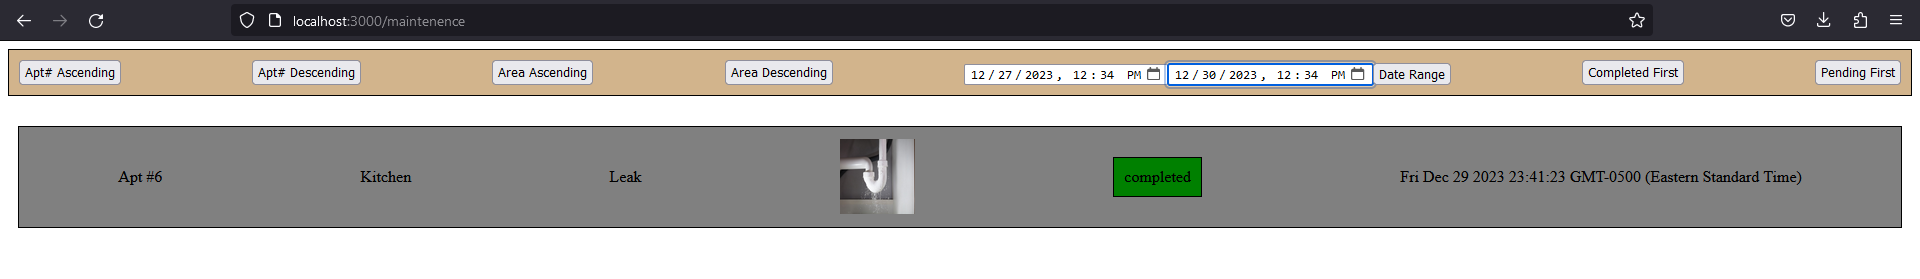 localhost:3000/maintenence
Apt# Ascending Apt# Descending Area Ascending Area Descending 12/27/2023, 12:34 PM 12/30/2023, 12:34 PM Date Range Completed First Pending First
Apt #6 Kitchen Leak completed Fri Dec 29 2023 23:41:23 GMT-0500 (Eastern Standard Time)